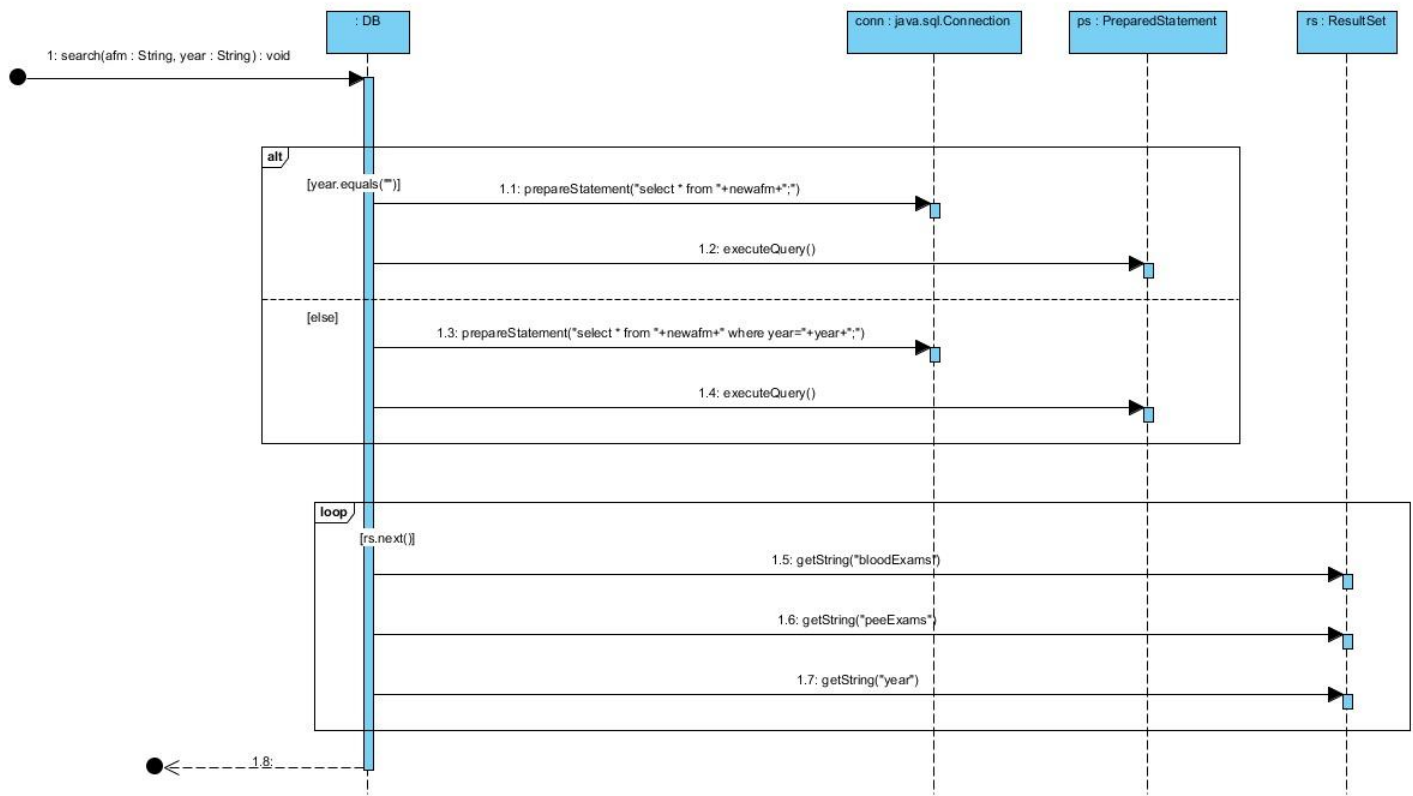 : DB
conn : java.sql.Connection
ps : PreparedStatement
rs : ResultSet
1: search(afm : String, year : String) : void
alt
[year.equals("")]
1.1: prepareStatement("select * from "+newafm+";")
1.2: executeQuery()
[else]
1.3: prepareStatement("select * from "+newafm+" where year="+year+";")
1.4: executeQuery()
loop
[rs.next()]
1.5: getString("bloodExams")
1.6: getString("peeExams")
1.7: getString("year")
1.8: